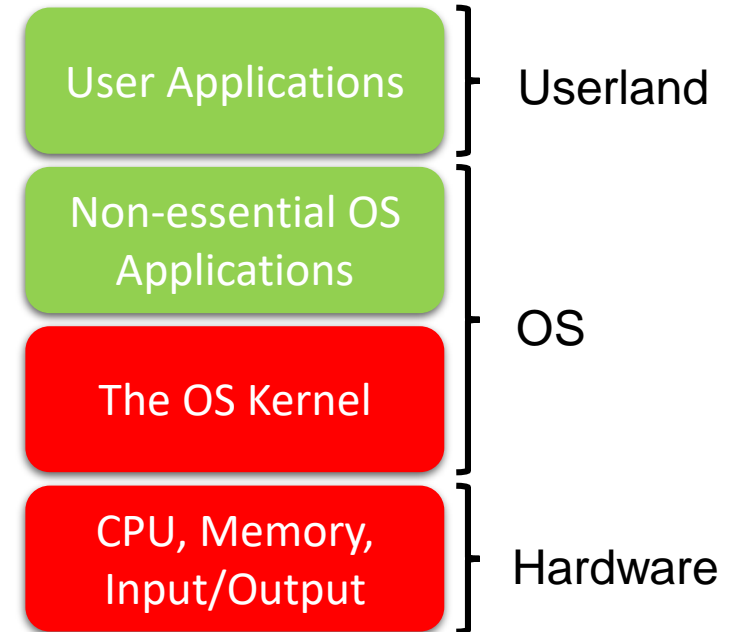 User Applications
Userland
Non-essential OS
Applications
OS
The OS Kernel
CPU, Memory,
Input/Output
Hardware